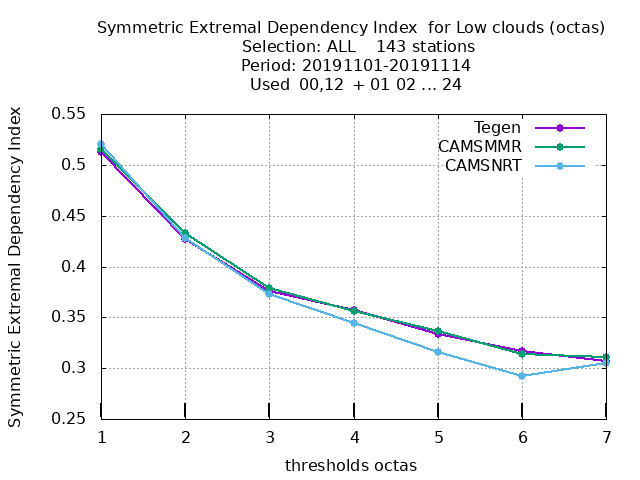 Symmetric Extremal Dependency Index  for Low clouds (octas)
Selection: ALL    143 stations
Period: 20191101-20191114
Used  00,12  + 01 02 ... 24
Symmetric Extremal Dependency Index
0.55
0.5
0.45
0.4
0.35
0.3
0.25
Tegen
CAMSMMR
CAMSNRT
1 2 3 4 5 6 7
thresholds octas